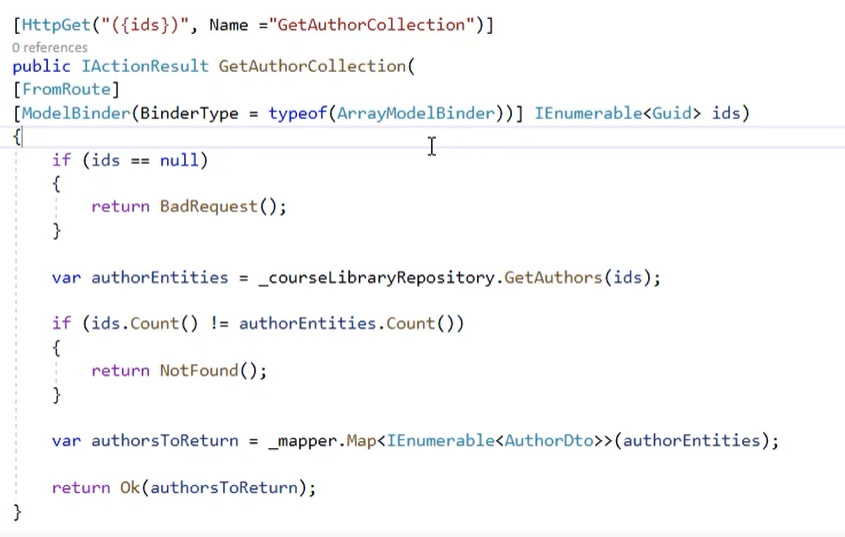 [HttpGet("({ids})", Name ="GetAuthorCollection")]
0 references
public IActionResult GetAuthorCollection(
[FromRoute]
[ModelBinder(BinderType = typeof(ArrayModelBinder))] IEnumerable<Guid> ids)
{
if (ids == null)
{
return BadRequest();
}
var authorEntities = _courseLibraryRepository.GetAuthors(ids);
if (ids.Count() != authorEntities.Count())
{
return NotFound();
}
var authorsToReturn = _mapper.Map<IEnumerable<AuthorDto>>(authorEntities);
return Ok(authorsToReturn);
}